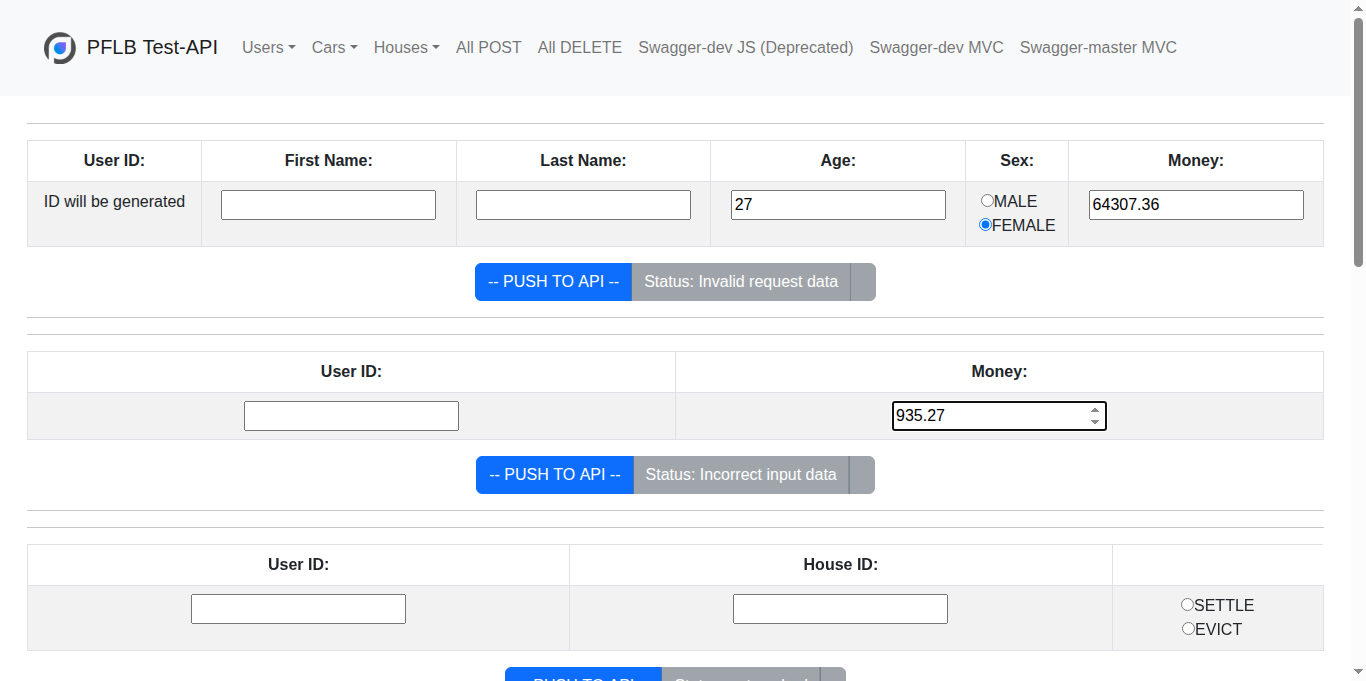 PFLB Test-API Users Cars Houses All POST All DELETE Swagger-dev JS (Deprecated) Swagger-dev MVC Swagger-master MVC
User ID: First Name: Last Name: Age: Sex: Money:
ID will be generated 27 MALE 64307.36
FEMALE
-- PUSH TO API -- Status: Invalid request data
User ID: Money:
935.27
-- PUSH TO API -- Status: Incorrect input data
User ID: House ID:
SETTLE
EVICT